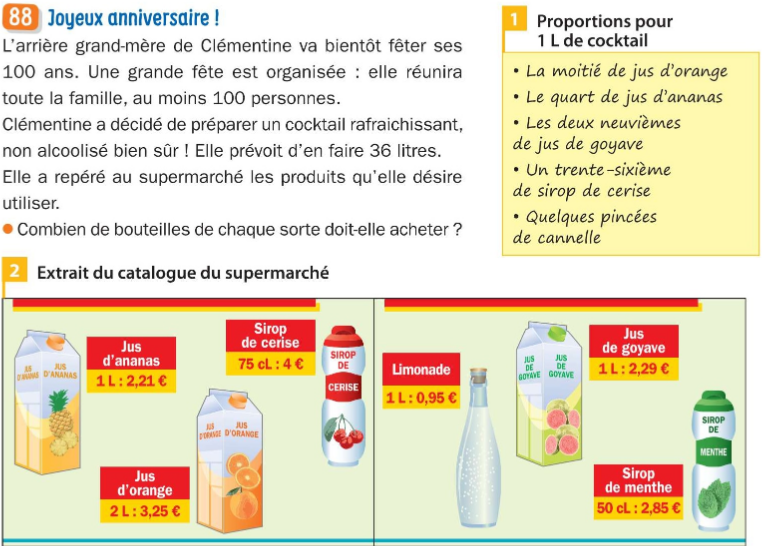 88 Joyeux anniversaire !
L'arrière grand-mère de Clémentine va bientôt fêter ses
100 ans. Une grande fête est organisée : elle réunira
toute la famille, au moins 100 personnes.
Clémentine a décidé de préparer un cocktail rafraichissant,
non alcoolisé bien sûr ! Elle prévoit d'en faire 36 litres.
Elle a repéré au supermarché les produits qu'elle désire
utiliser.
• Combien de bouteilles de chaque sorte doit-elle acheter ?
1 Proportions pour
1 L de cocktail
• La moitié de jus d'orange
• Le quart de jus d'ananas
• Les deux neuvièmes
de jus de goyave
• Un trente-sixième
de sirop de cerise
• Quelques pincées
de cannelle
2 Extrait du catalogue du supermarché
JUS
D'ANANAS
JUS
D'ANANAS
Jus
d'ananas
1 L : 2,21 €
Jus
d'orange
2 L : 3,25 €
JUS
D'ORANGE
JUS
D'ORANGE
Sirop
de cerise
75 cL : 4 €
SIROP
DE
CERISE
Limonade
1 L : 0,95 €
JUS
DE
GOYAVE
JUS
DE
GOYAVE
Jus
de goyave
1 L : 2,29 €
Sirop
de menthe
50 cL : 2,85 €
SIROP
DE
MENTHE